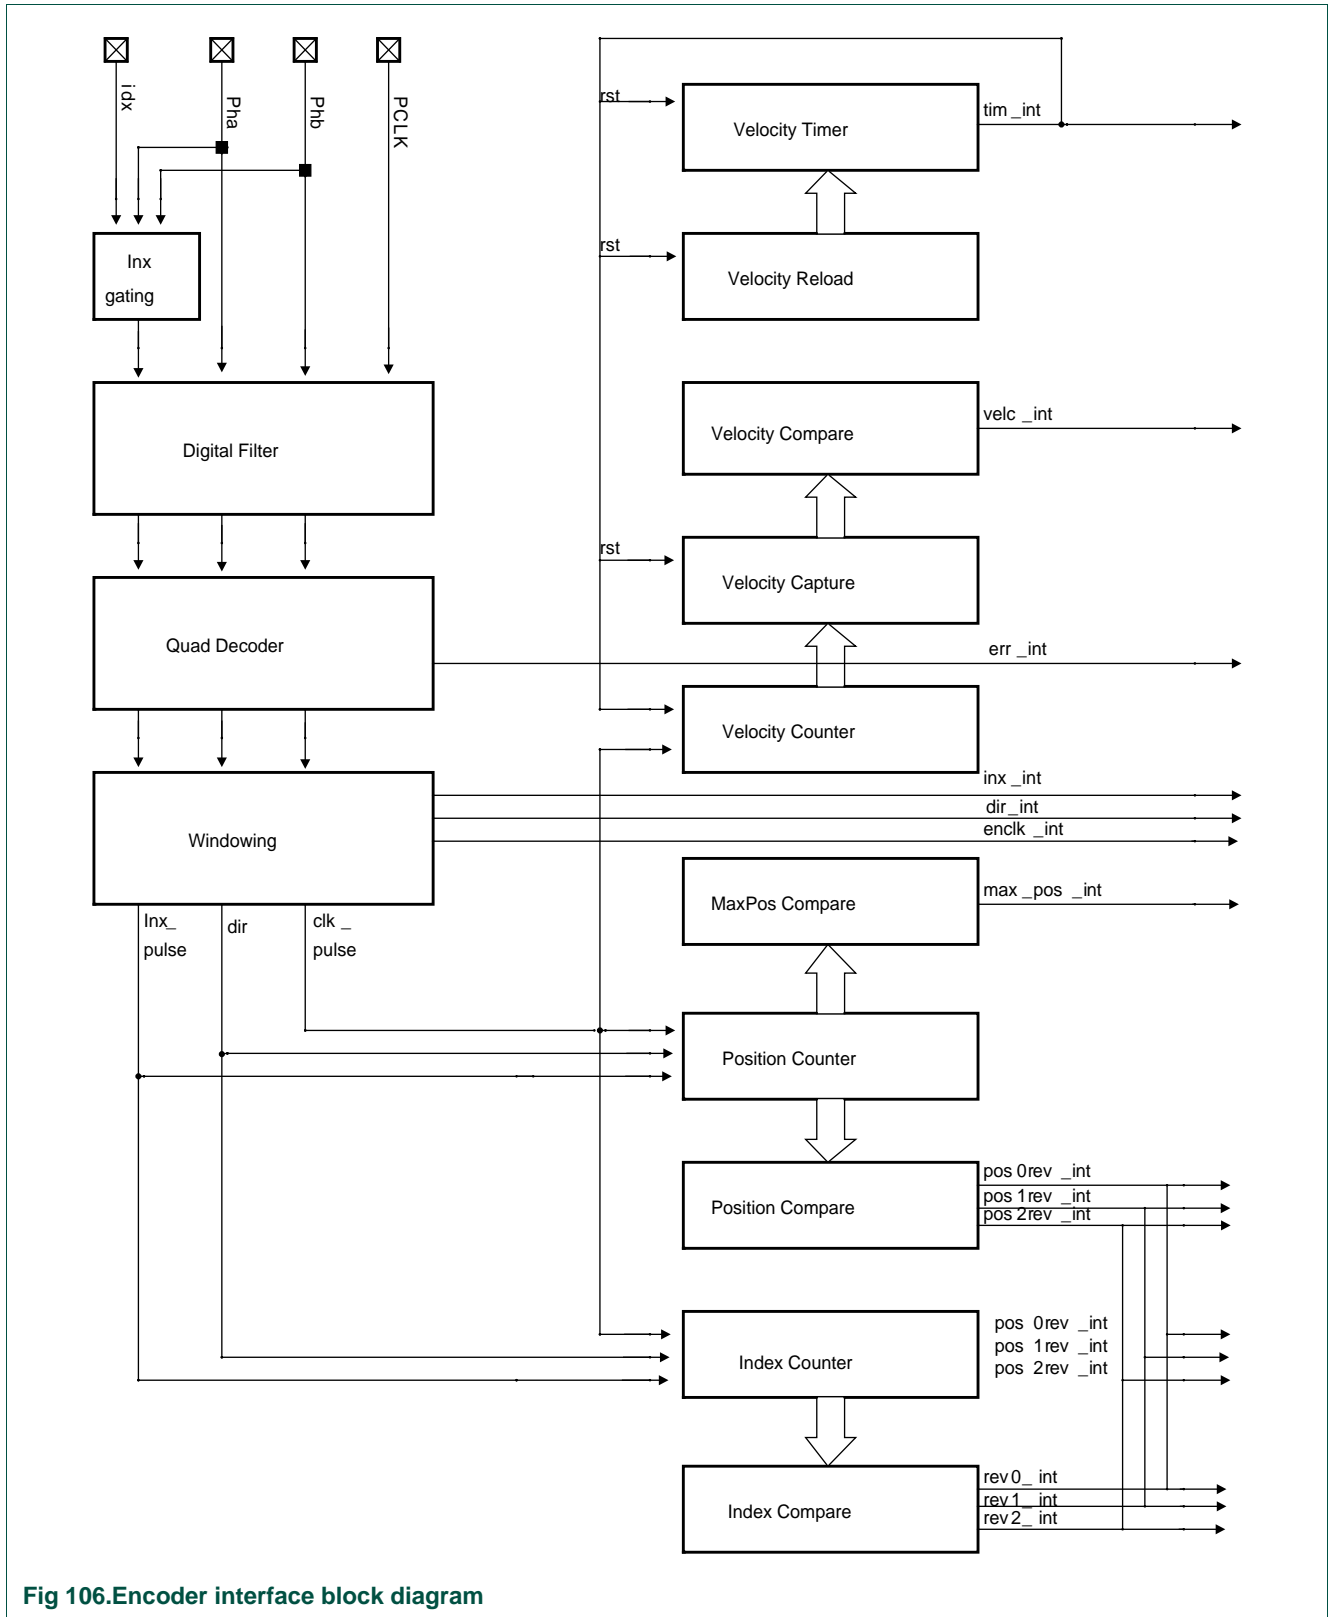 idx
Pha
Phb
PCLK
rst
Velocity Timer
tim _int
Inx
gating
rst
Velocity Reload
Digital Filter
Velocity Compare
velc _int
rst
Velocity Capture
Quad Decoder
err _int
Velocity Counter
Windowing
inx _int
dir _int
enclk _int
Inx_
pulse
dir
clk _
pulse
MaxPos Compare
max _pos _int
Position Counter
Position Compare
pos 0rev _int
pos 1rev _int
pos 2rev _int
Index Counter
pos 0rev _int
pos 1rev _int
pos 2rev _int
Index Compare
rev0_ int
rev1_ int
rev2_ int
Fig 106.Encoder interface block diagram